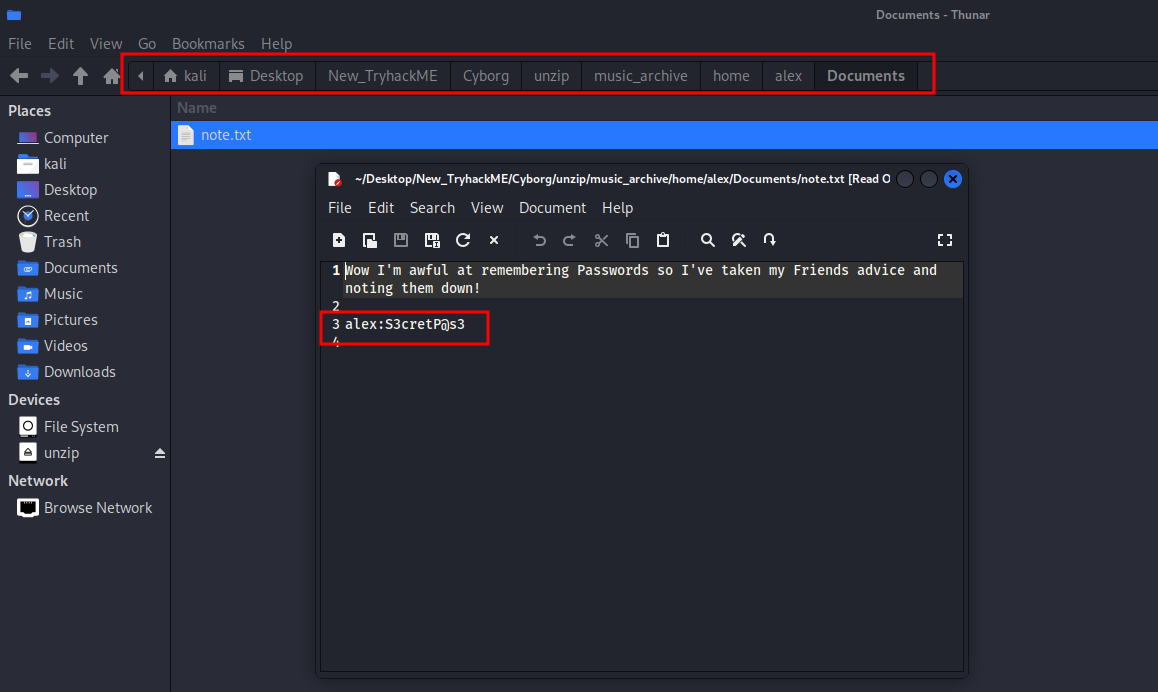 Documents - Thunar
File Edit View Go Bookmarks Help
kali Desktop New_TryhackME Cyborg unzip music_archive home alex Documents
Places
Computer
kali
Desktop
Recent
Trash
Documents
Music
Pictures
Videos
Downloads
Devices
File System
unzip
Network
Browse Network
Name
note.txt
~/Desktop/New_TryhackME/Cyborg/unzip/music_archive/home/alex/Documents/note.txt [Read O
File Edit Search View Document Help
1 Wow I'm awful at remembering Passwords so I've taken my Friends advice and
noting them down!
2
3 alex:S3cretP@s3
4